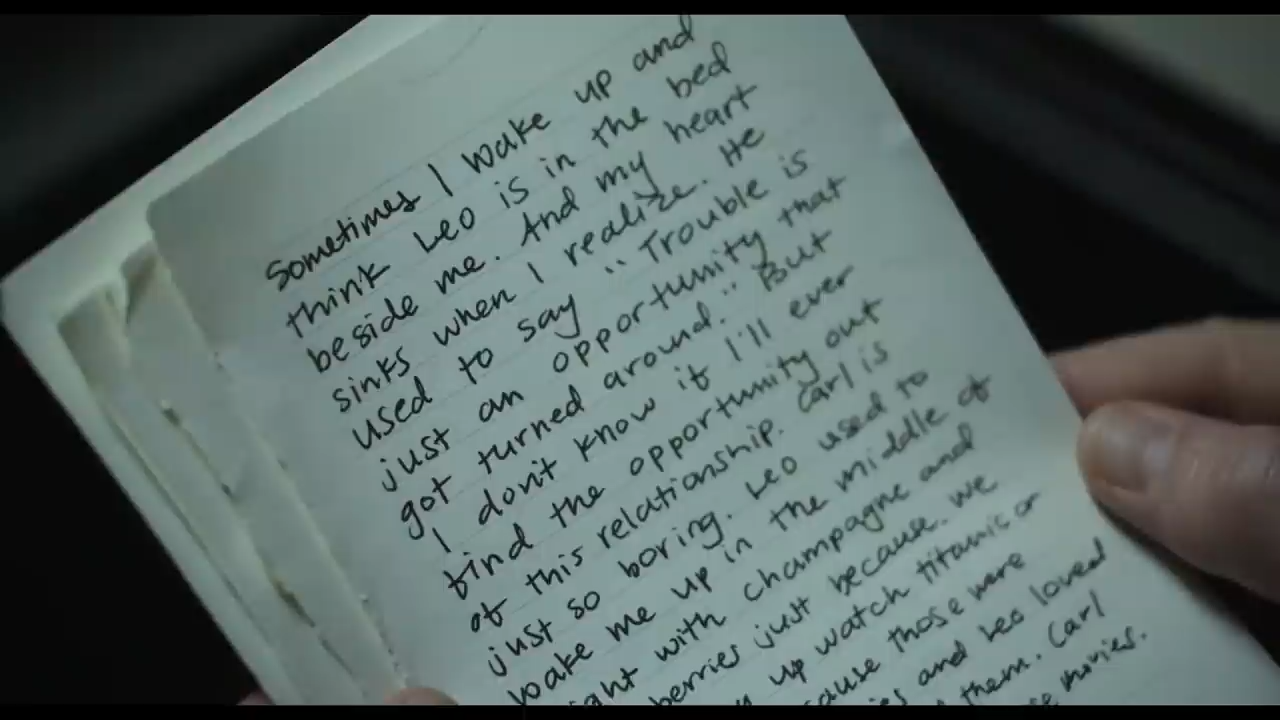 Sometimes I wake up and
think Leo is in the bed
beside me. And my heart
sinks when I realize. He
used to say "Trouble is
just an opportunity that
got turned around." But
I don't know if I'll ever
find the opportunity out
of this relationship. Carl is
just so boring. Leo used to
wake me up in the middle of
with champagne and
just because. We
up watch titanic or
those were
and Leo loved
them. Carl
movies.